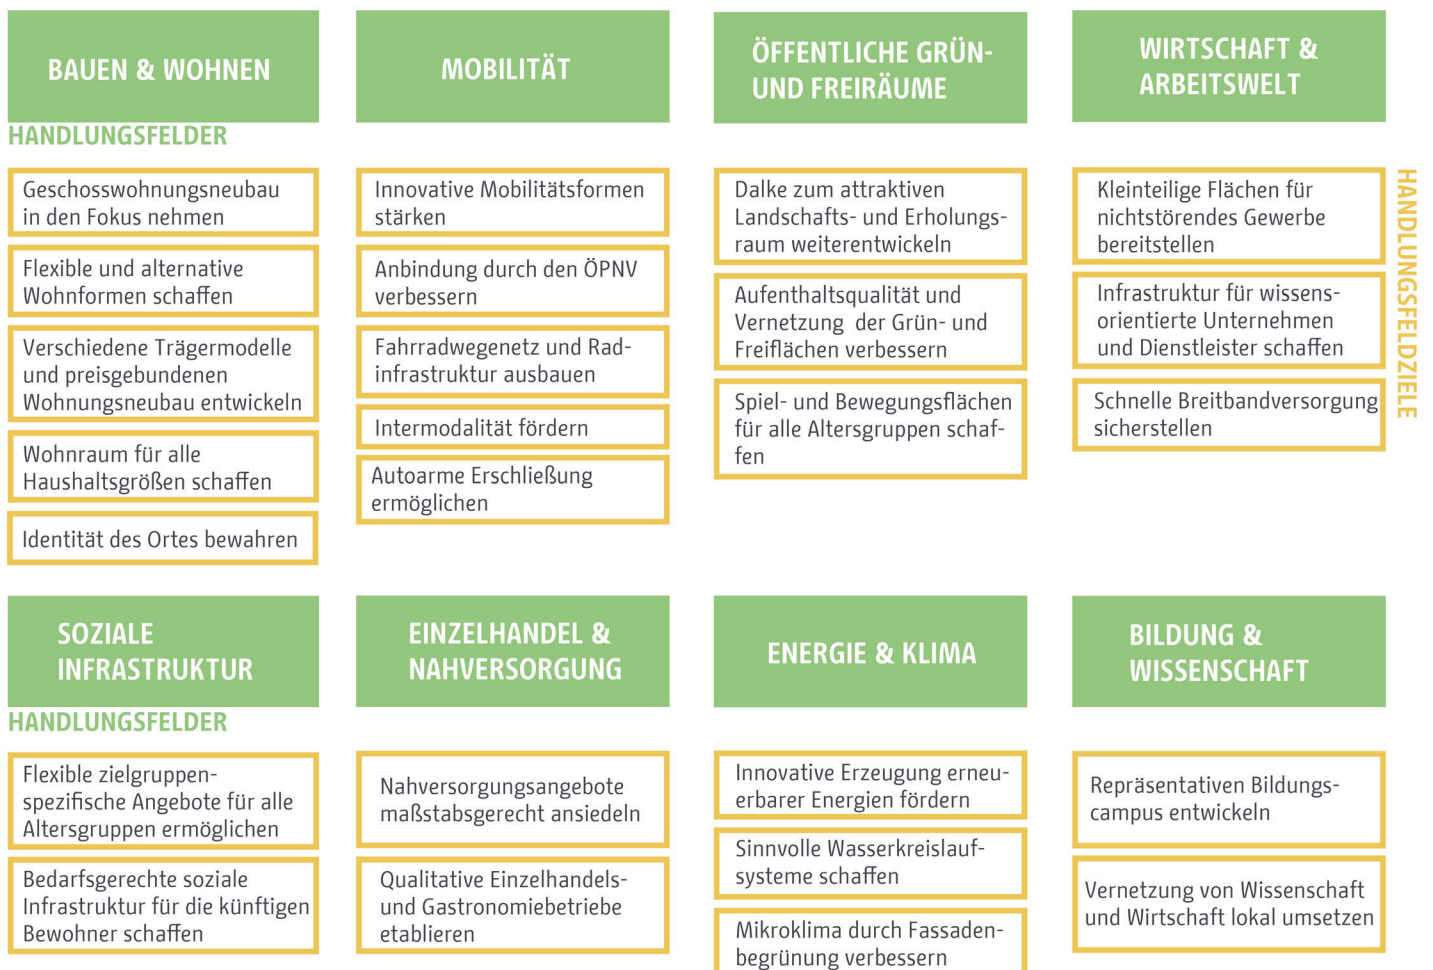 BAUEN & WOHNEN
HANDLUNGSFELDER
Geschosswohnungsneubau
in den Fokus nehmen
Flexible und alternative
Wohnformen schaffen
Verschiedene Trägermodelle
und preisgebundenen
Wohnungsneubau entwickeln
Wohnraum für alle
Haushaltsgrößen schaffen
Identität des Ortes bewahren
MOBILITÄT
Innovative Mobilitätsformen
stärken
Anbindung durch den ÖPNV
verbessern
Fahrradwegenetz und Rad-
infrastruktur ausbauen
Intermodalität fördern
Autoarme Erschließung
ermöglichen
ÖFFENTLICHE GRÜN-
UND FREIRÄUME
Dalke zum attraktiven
Landschafts- und Erholungs-
raum weiterentwickeln
Aufenthaltsqualität und
Vernetzung der Grün- und
Freiflächen verbessern
Spiel- und Bewegungsflächen
für alle Altersgruppen schaf-
fen
WIRTSCHAFT &
ARBEITSWELT
Kleinteilige Flächen für
nichtstörendes Gewerbe
bereitstellen
Infrastruktur für wissens-
orientierte Unternehmen
und Dienstleister schaffen
Schnelle Breitbandversorgung
sicherstellen
HANDLUNGSFELDZIELE
SOZIALE
INFRASTRUKTUR
HANDLUNGSFELDER
Flexible zielgruppen-
spezifische Angebote für alle
Altersgruppen ermöglichen
Bedarfsgerechte soziale
Infrastruktur für die künftigen
Bewohner schaffen
EINZELHANDEL &
NAHVERSORGUNG
Nahversorgungsangebote
maßstabsgerecht ansiedeln
Qualitative Einzelhandels-
und Gastronomiebetriebe
etablieren
ENERGIE & KLIMA
Innovative Erzeugung erneu-
erbarer Energien fördern
Sinnvolle Wasserkreislauf-
systeme schaffen
Mikroklima durch Fassaden-
begrünung verbessern
BILDUNG &
WISSENSCHAFT
Repräsentativen Bildungs-
campus entwickeln
Vernetzung von Wissenschaft
und Wirtschaft lokal umsetzen